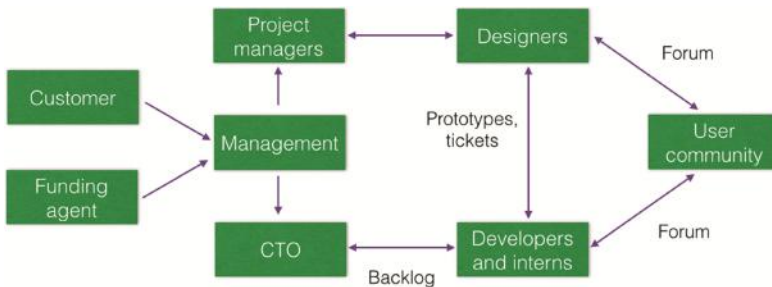 Project
managers
Designers
Forum
Customer
Management
Prototypes,
tickets
User
community
Funding
agent
CTO
Backlog
Developers
and interns
Forum